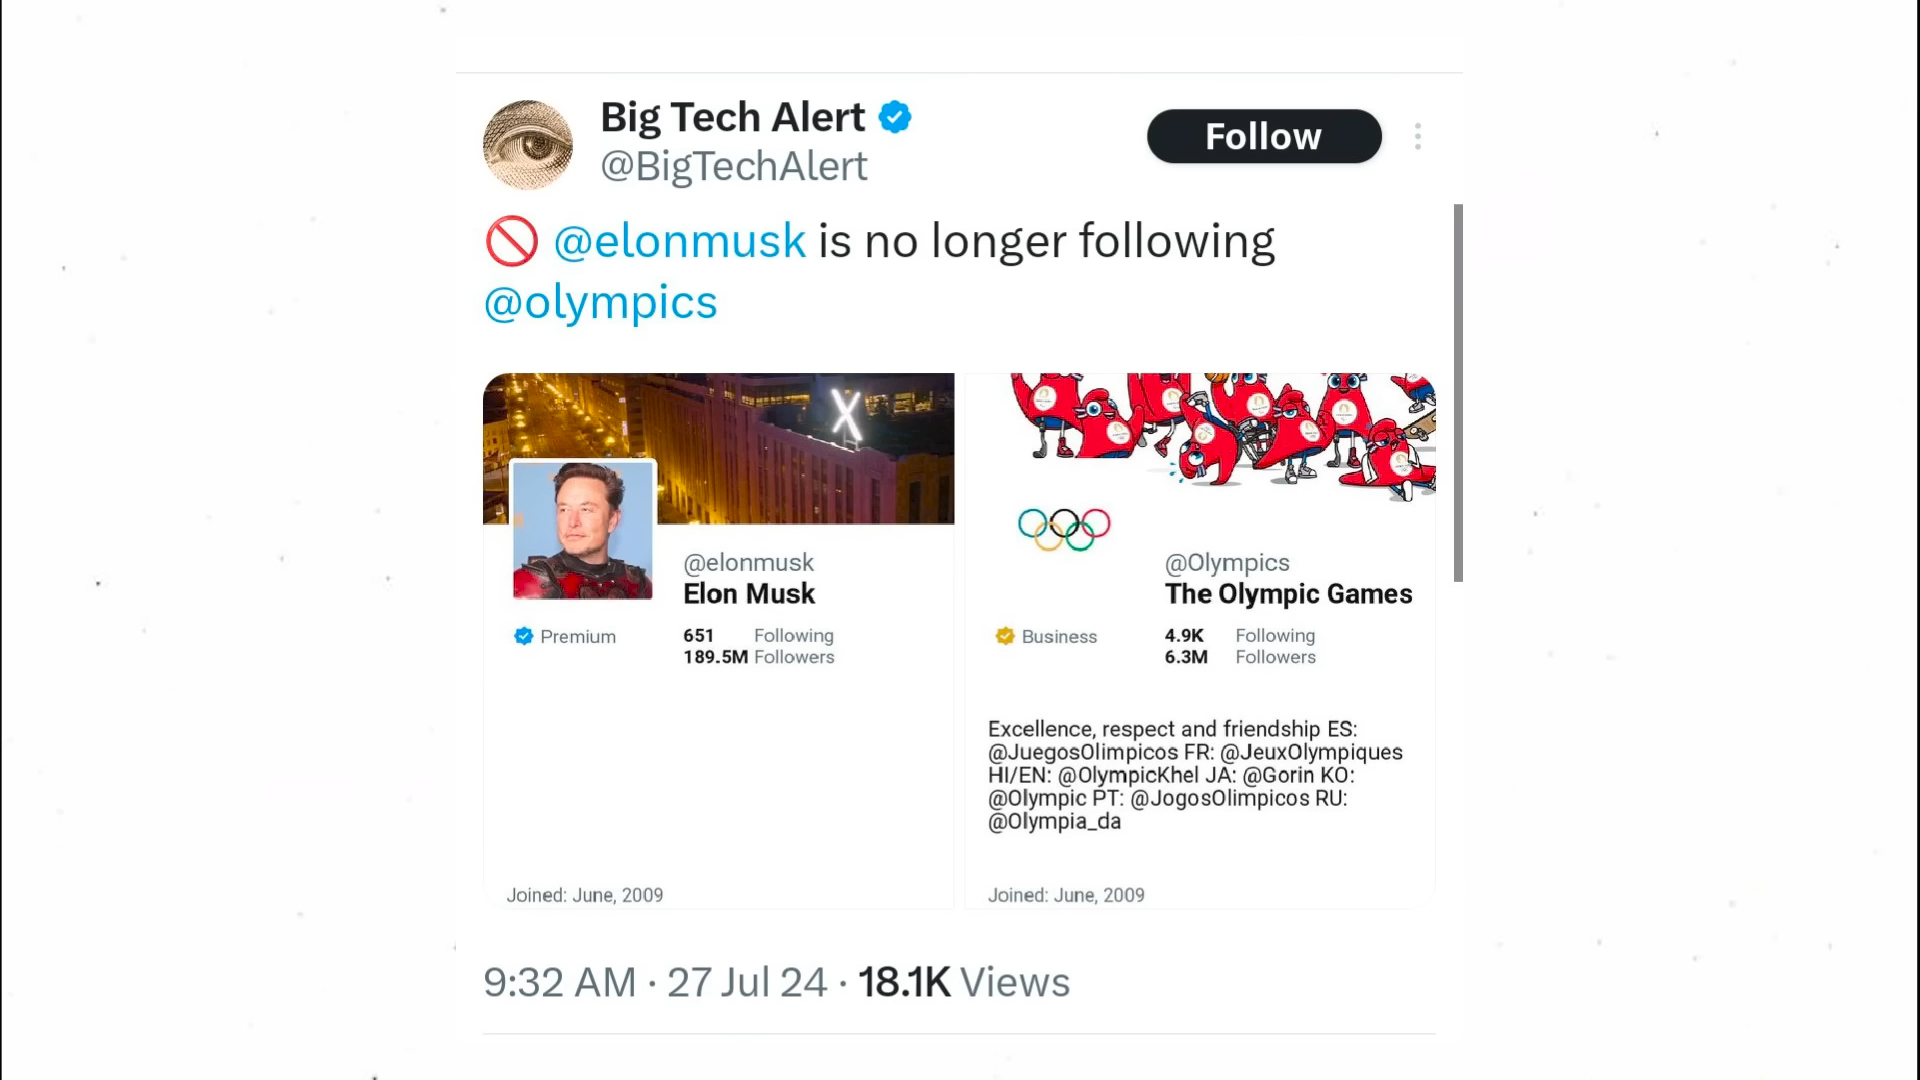 Big Tech Alert
@BigTechAlert
Follow
🚫 @elonmusk is no longer following
@olympics
X
@elonmusk
Elon Musk
Premium
651 Following
189.5M Followers
Joined: June, 2009
@Olympics
The Olympic Games
Business
4.9K Following
6.3M Followers
Excellence, respect and friendship ES:
@JuegosOlimpicos FR: @JeuxOlympiques
HI/EN: @OlympicKhel JA: @Gorin KO:
@Olympic PT: @JogosOlimpicos RU:
@Olympia_da
Joined: June, 2009
9:32 AM · 27 Jul 24 · 18.1K Views